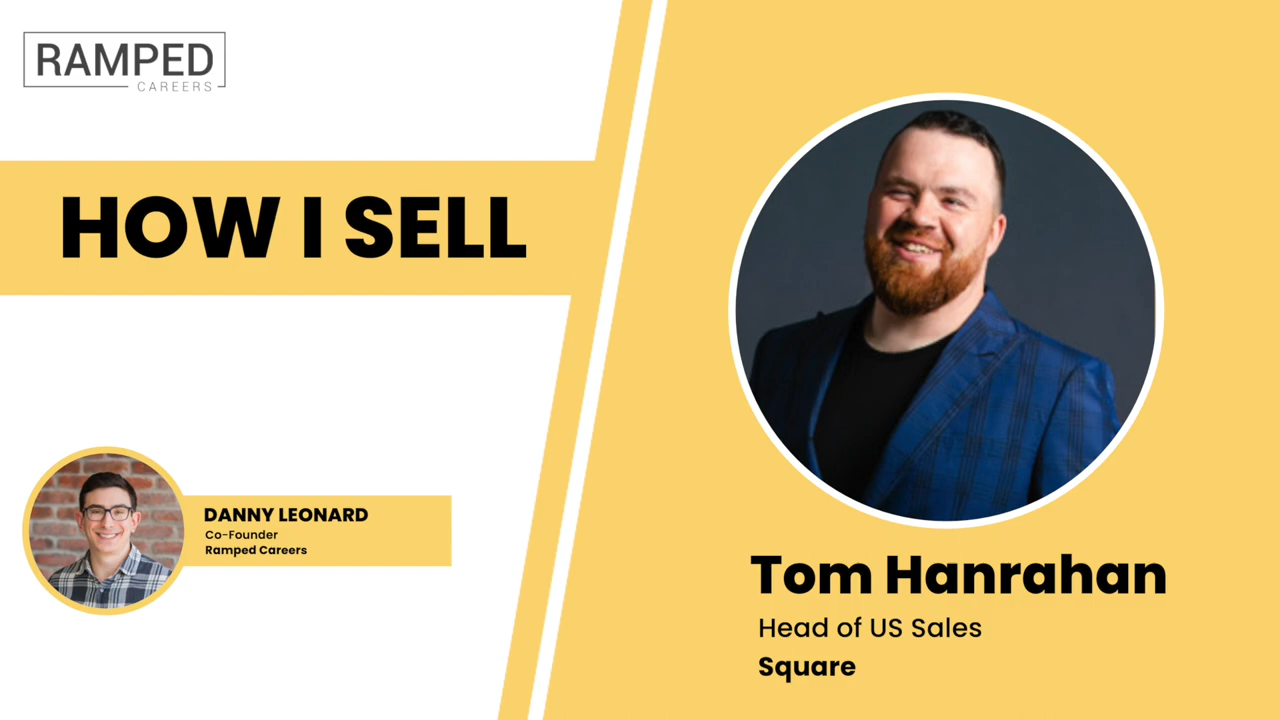 RAMPED
CAREERS
HOW I SELL
DANNY LEONARD
Co-Founder
Ramped Careers
Tom Hanrahan
Head of US Sales
Square